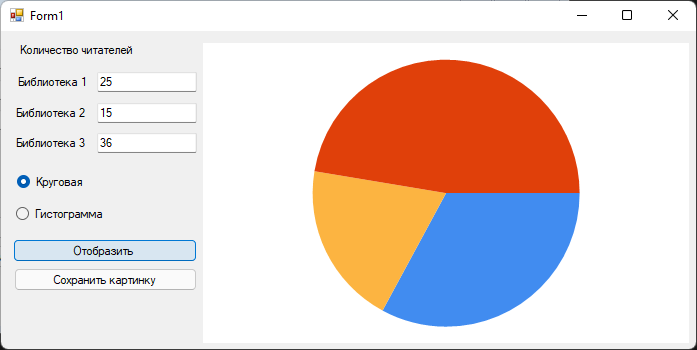 Form1
Количество читателей
Библиотека 1 25
Библиотека 2 15
Библиотека 3 36
Круговая
Гистограмма
Отобразить
Сохранить картинку